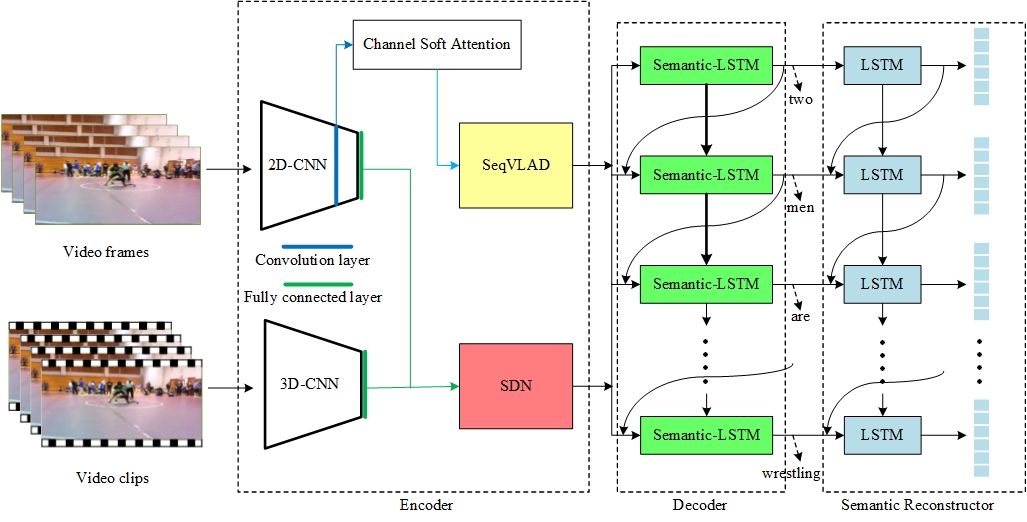 Channel Soft Attention
2D-CNN
SeqVLAD
Video frames
Convolution layer
Fully connected layer
3D-CNN
SDN
Video clips
Encoder
Semantic-LSTM
two
Semantic-LSTM
men
Semantic-LSTM
are
Semantic-LSTM
wrestling
Decoder
LSTM
LSTM
LSTM
LSTM
Semantic Reconstructor